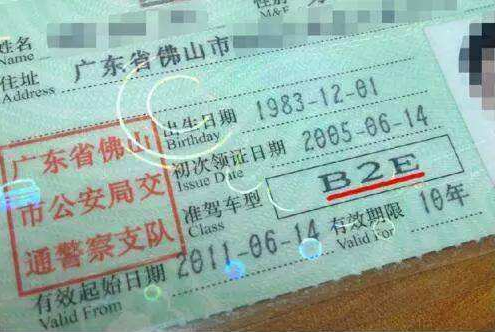 姓名
Name
性别
M&F
住址 广东省佛山市
Address
出生日期 1983-12-01
Birthday
初次领证日期 2005-06-14
Issue Date
准驾车型 B2E
Class
有效起始日期 2011-06-14
Valid From
有效期限 10年
Valid For
广东省佛山
市公安局交
通警察支队